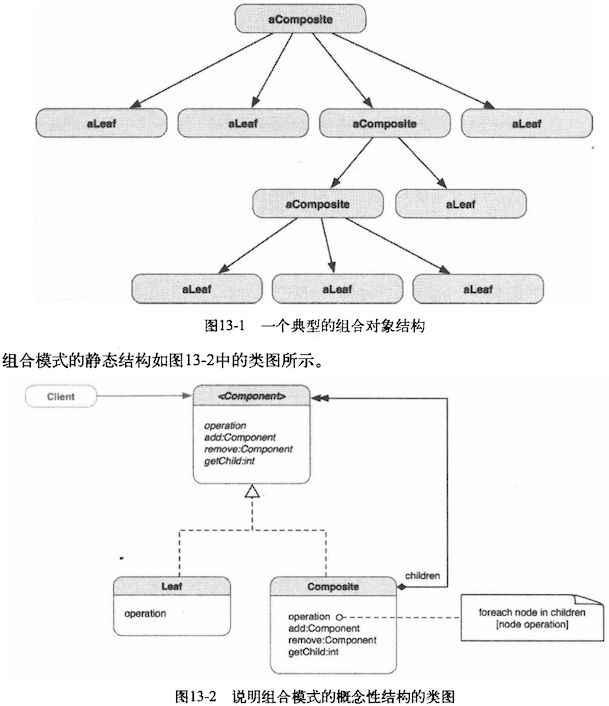 aComposite
aLeaf
aLeaf
aComposite
aLeaf
aComposite
aLeaf
aLeaf
aLeaf
aLeaf
图13-1 一个典型的组合对象结构
组合模式的静态结构如图13-2中的类图所示。
Client
<Component>
operation
add:Component
remove:Component
getChild:int
children
Leaf
operation
Composite
operation
add:Component
remove:Component
getChild:int
foreach node in children
[node operation]
图13-2 说明组合模式的概念性结构的类图